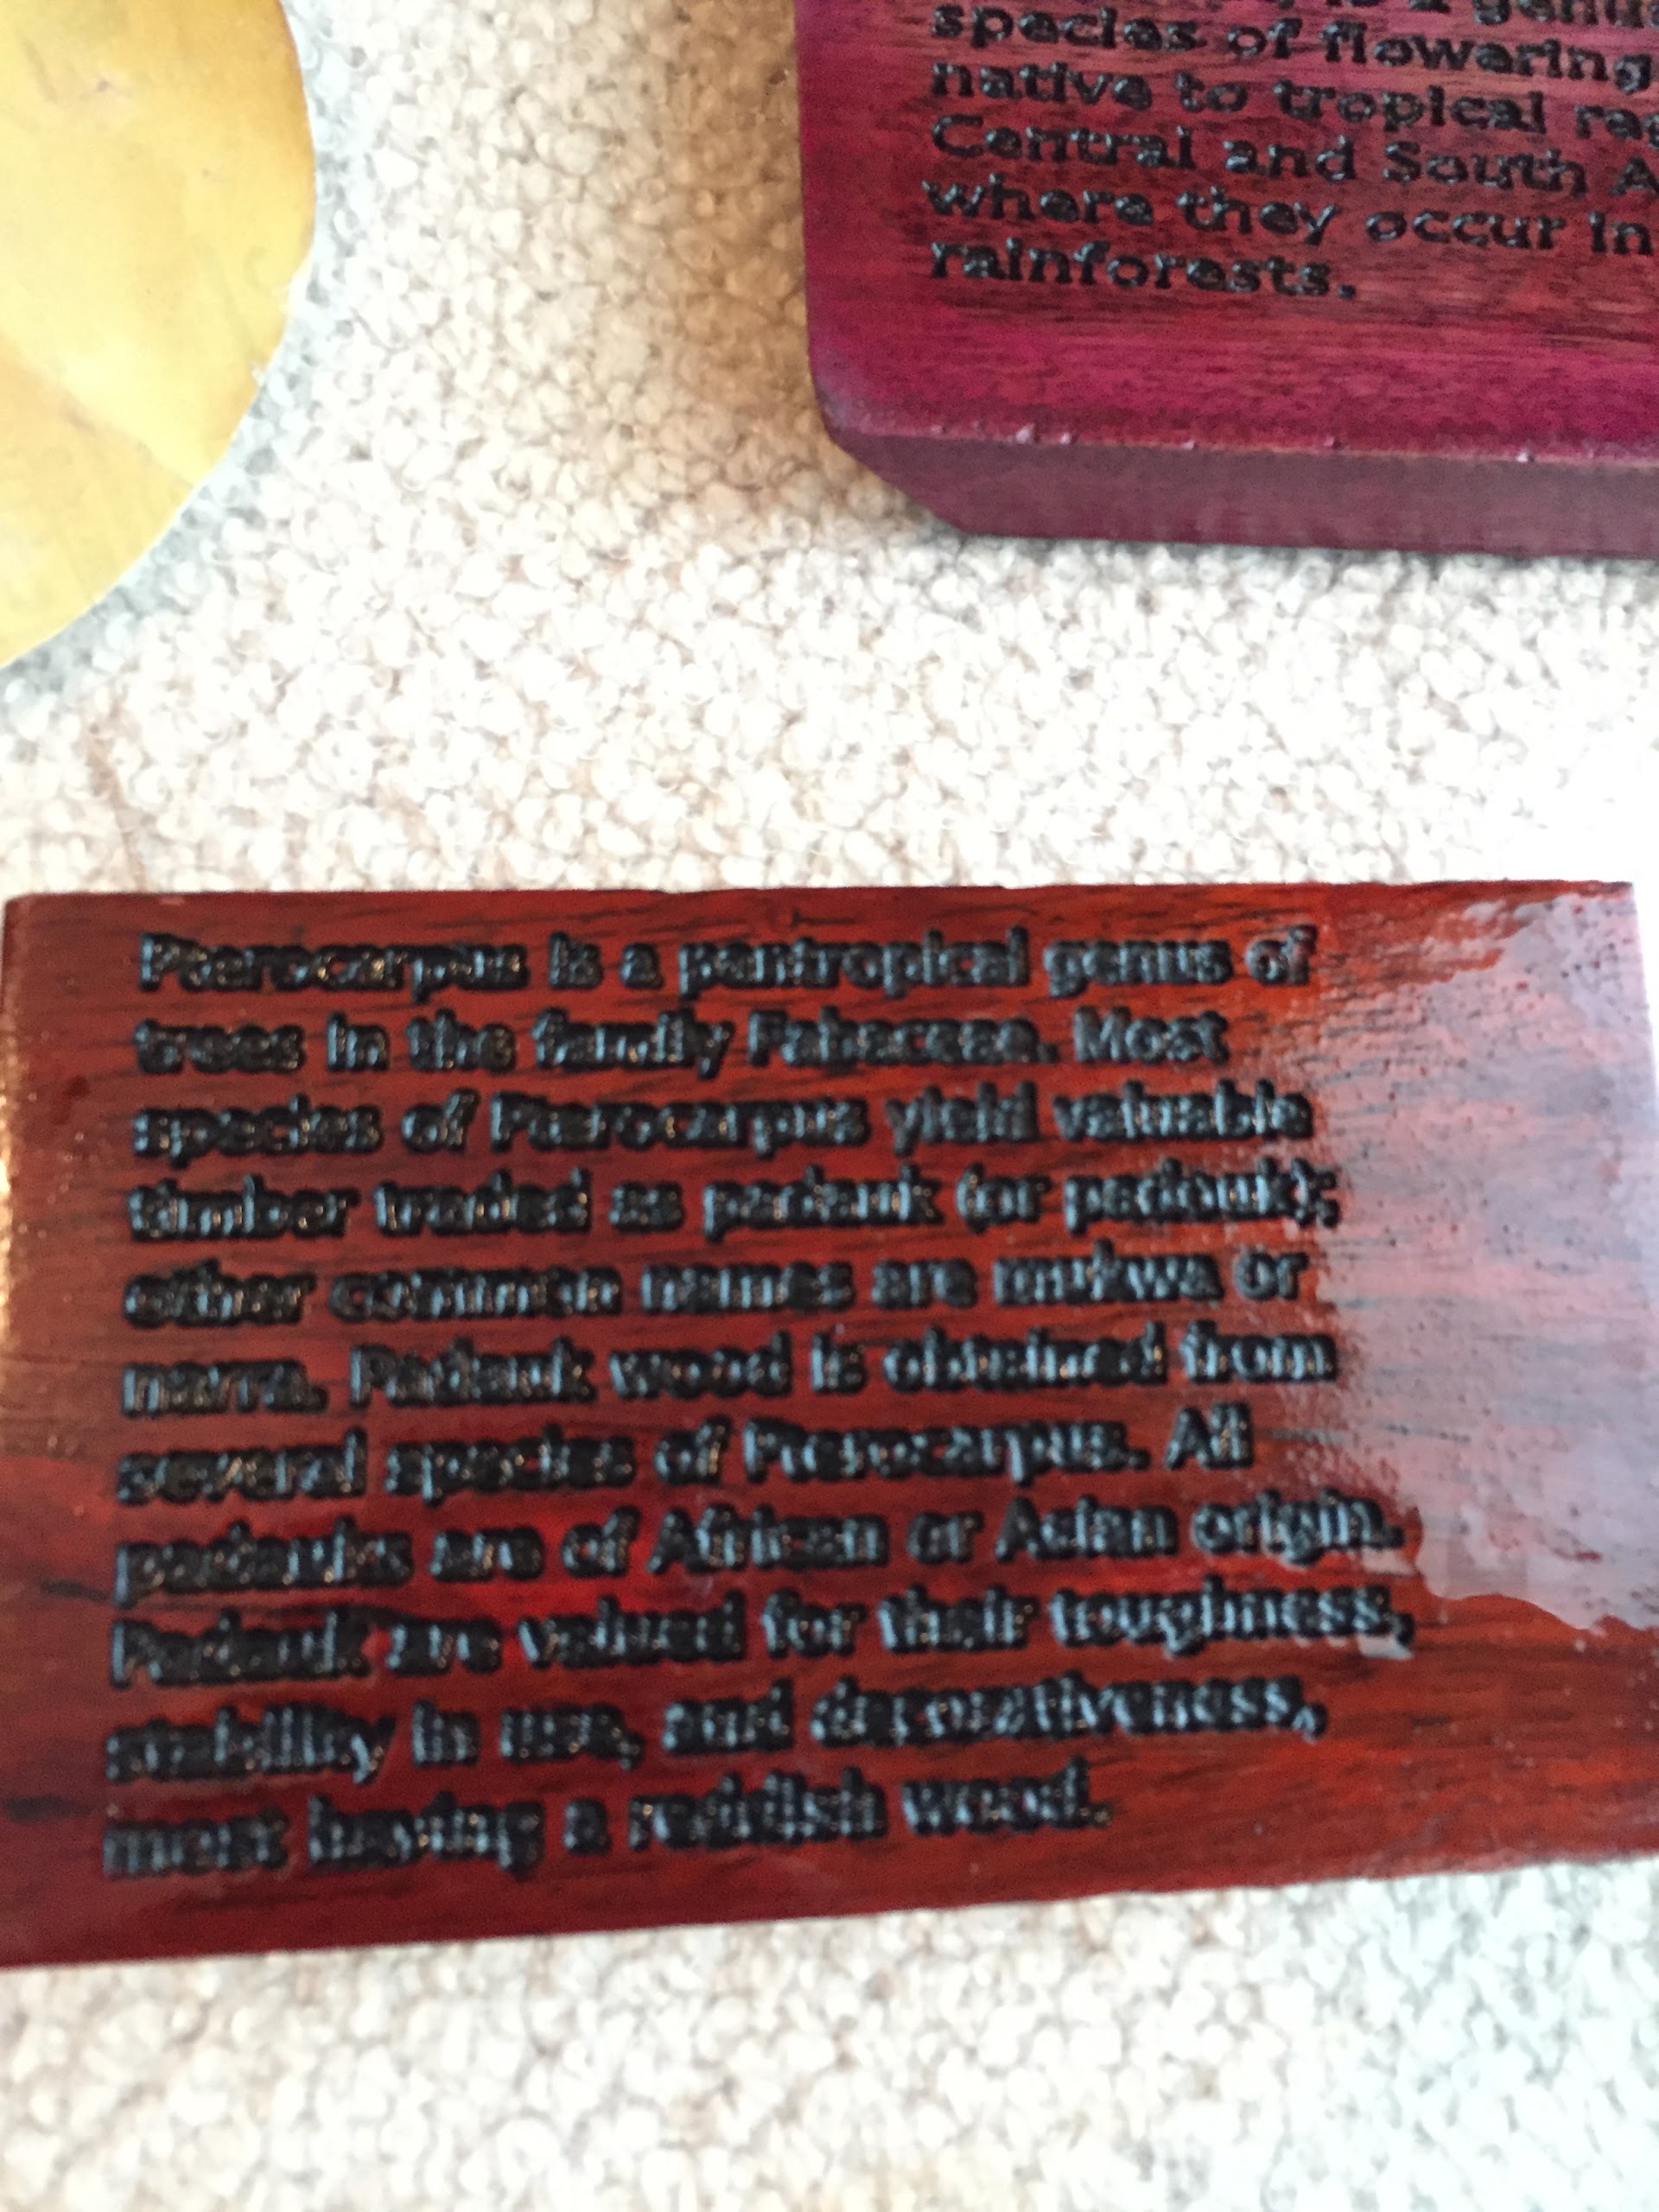 is a genus
species of flowering
native to tropical
Central and South
where they occur in
rainforests.
Pterocarpus is a pantropical genus of
trees in the family Fabaceae. Most
species of Pterocarpus yield valuable
timber traded as padauk (or padouk);
other common names are mukwa or
narra. Padauk wood is obtained from
several species of Pterocarpus. All
padauks are of African or Asian origin.
Padauk are valued for their toughness,
stability in use, and decorativeness,
most having a reddish wood.